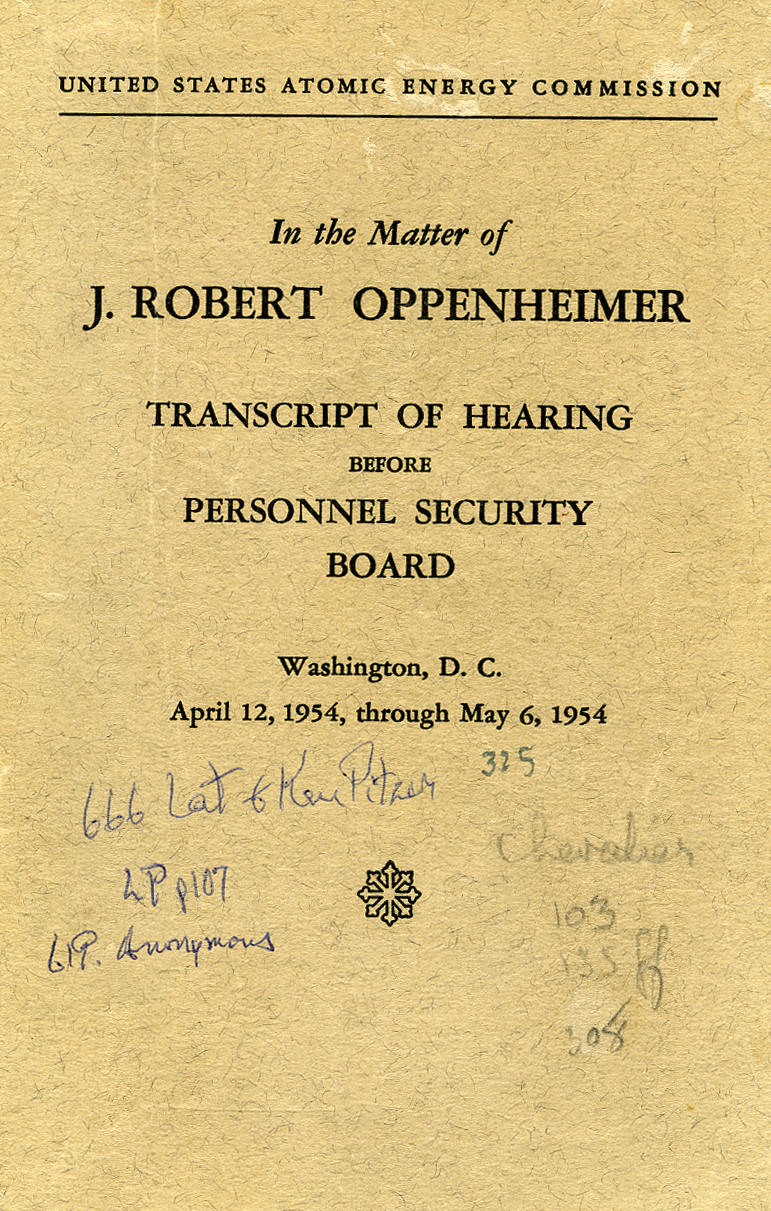 UNITED STATES ATOMIC ENERGY COMMISSION
In the Matter of
J. ROBERT OPPENHEIMER
TRANSCRIPT OF HEARING
BEFORE
PERSONNEL SECURITY
BOARD
Washington, D. C.
April 12, 1954, through May 6, 1954
325
666 Lat & Ken Pitzer
Chevalier
LP p107
103
LP. Anonymous
135 ff
308